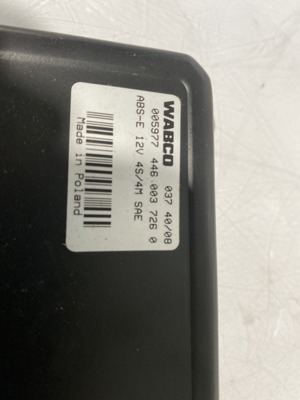 WABCO 037 40/08
005977 446 003 726 0
ABS-E 12V 4S/4M SAE
Made in Poland